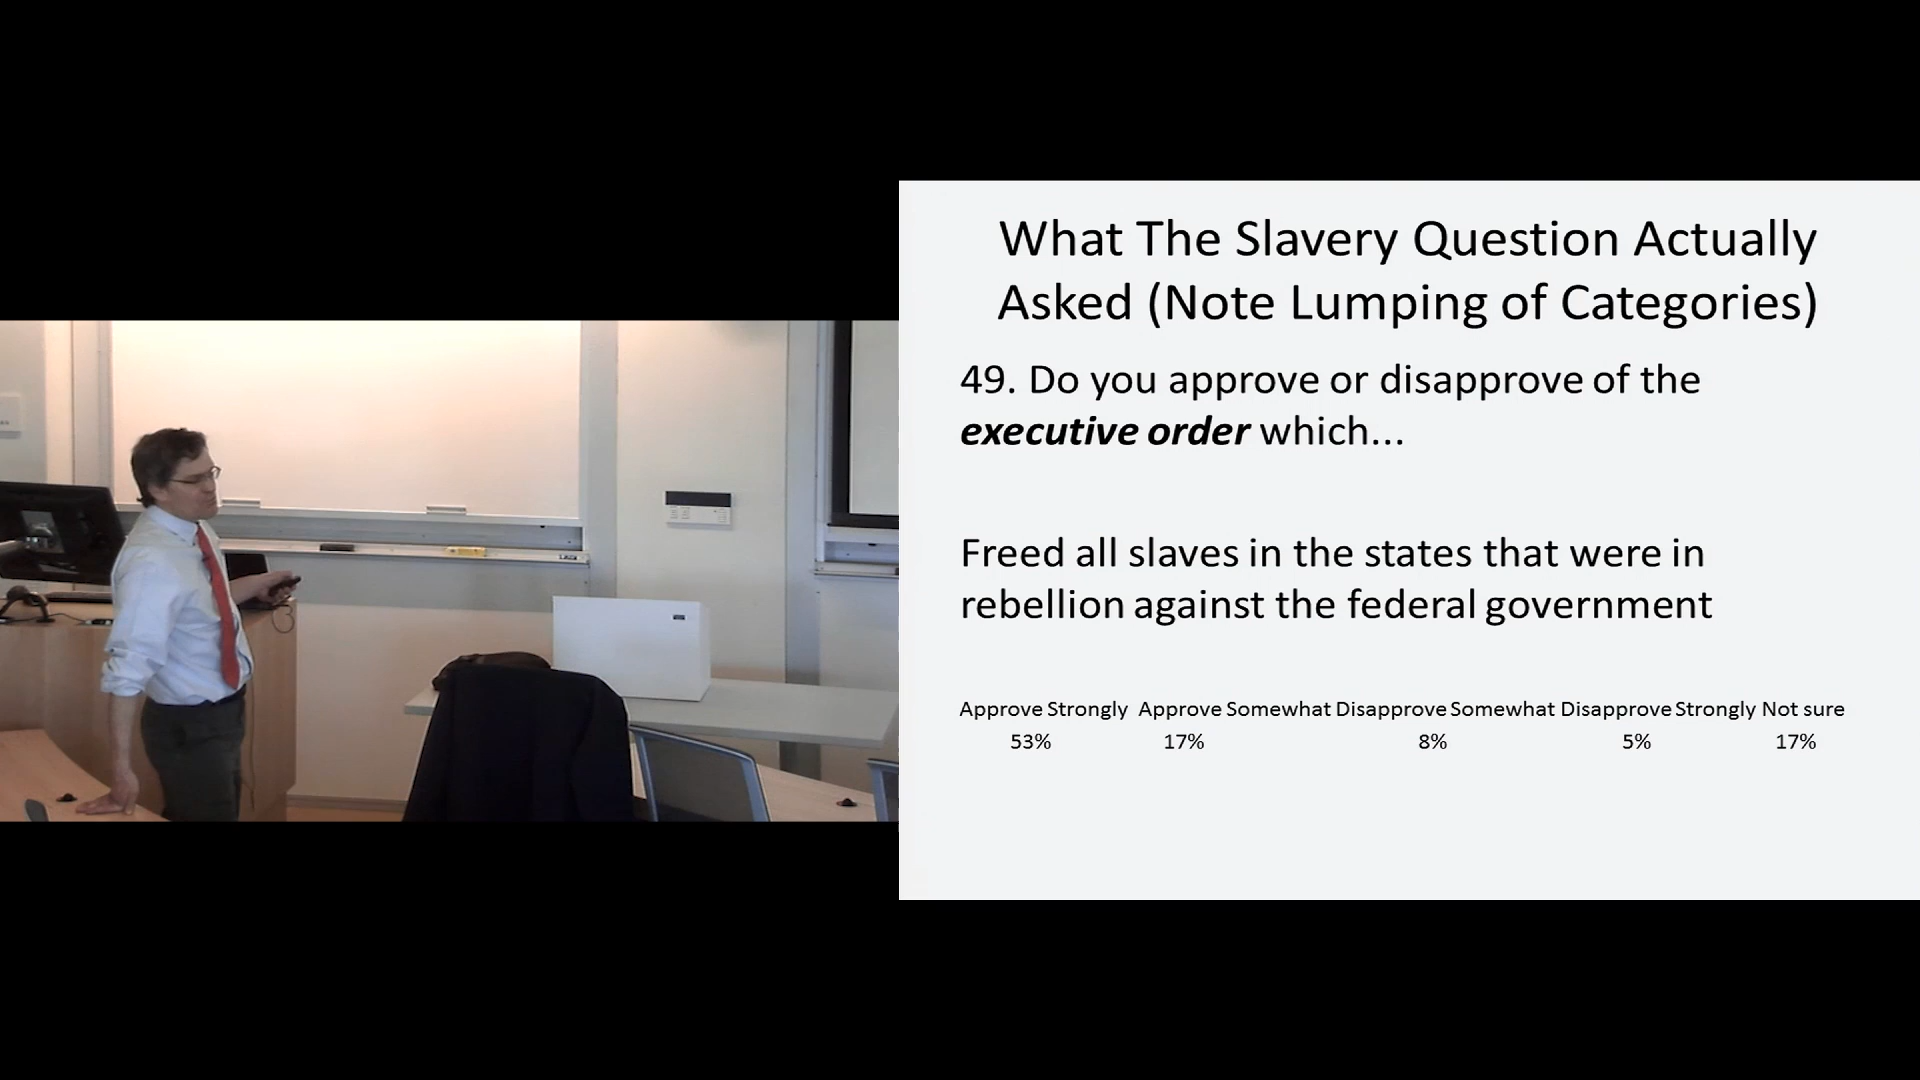 What The Slavery Question Actually
Asked (Note Lumping of Categories)
49. Do you approve or disapprove of the
executive order which...
Freed all slaves in the states that were in
rebellion against the federal government
Approve Strongly Approve Somewhat Disapprove Somewhat Disapprove Strongly Not sure
53% 17% 8% 5% 17%